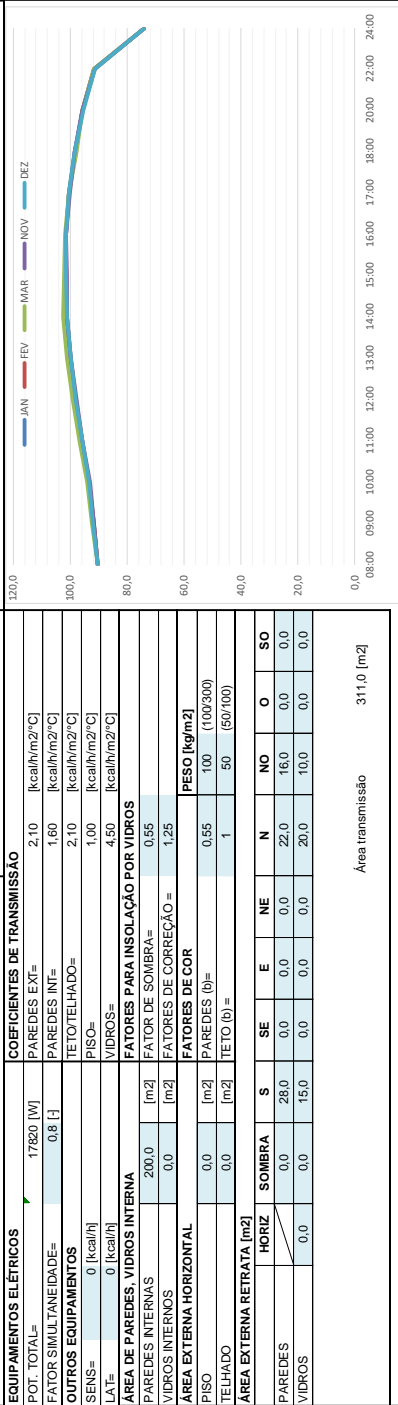 EQUIPAMENTOS ELÉTRICOS COEFICIENTES DE TRANSMISSÃO
POT. TOTAL= 17820 [W] PAREDES EXT= 2,10 [kcal/h/m2/°C]
FATOR SIMULTANEIDADE= 0,8 [-] PAREDES INT= 1,60 [kcal/h/m2/°C]
OUTROS EQUIPAMENTOS TETO/TELHADO= 2,10 [kcal/h/m2/°C]
SENS= 0 [kcal/h] PISO= 1,00 [kcal/h/m2/°C]
LAT= 0 [kcal/h] VIDROS= 4,50 [kcal/h/m2/°C]
ÁREA DE PAREDES, VIDROS INTERNA FATORES PARA INSOLAÇÃO POR VIDROS
PAREDES INTERNAS 200,0 [m2] FATOR DE SOMBRA= 0,55
VIDROS INTERNOS 0,0 [m2] FATORES DE CORREÇÃO = 1,25
ÁREA EXTERNA HORIZONTAL FATORES DE COR PESO [kg/m2]
PISO 0,0 [m2] PAREDES (b)= 0,55 100 (100/300)
TELHADO 0,0 [m2] TETO (b) = 1 50 (50/100)
ÁREA EXTERNA RETRATA [m2]
HORIZ SOMBRA S SE E NE N NO O SO
PAREDES 0,0 28,0 0,0 0,0 0,0 22,0 16,0 0,0 0,0
VIDROS 0,0 0,0 15,0 0,0 0,0 0,0 20,0 10,0 0,0 0,0
Área transmissão 311,0 [m2]
JAN FEV MAR NOV DEZ
120,0
100,0
80,0
60,0
40,0
20,0
0,0
08:00 09:00 10:00 11:00 12:00 13:00 14:00 15:00 16:00 17:00 18:00 20:00 22:00 24:00